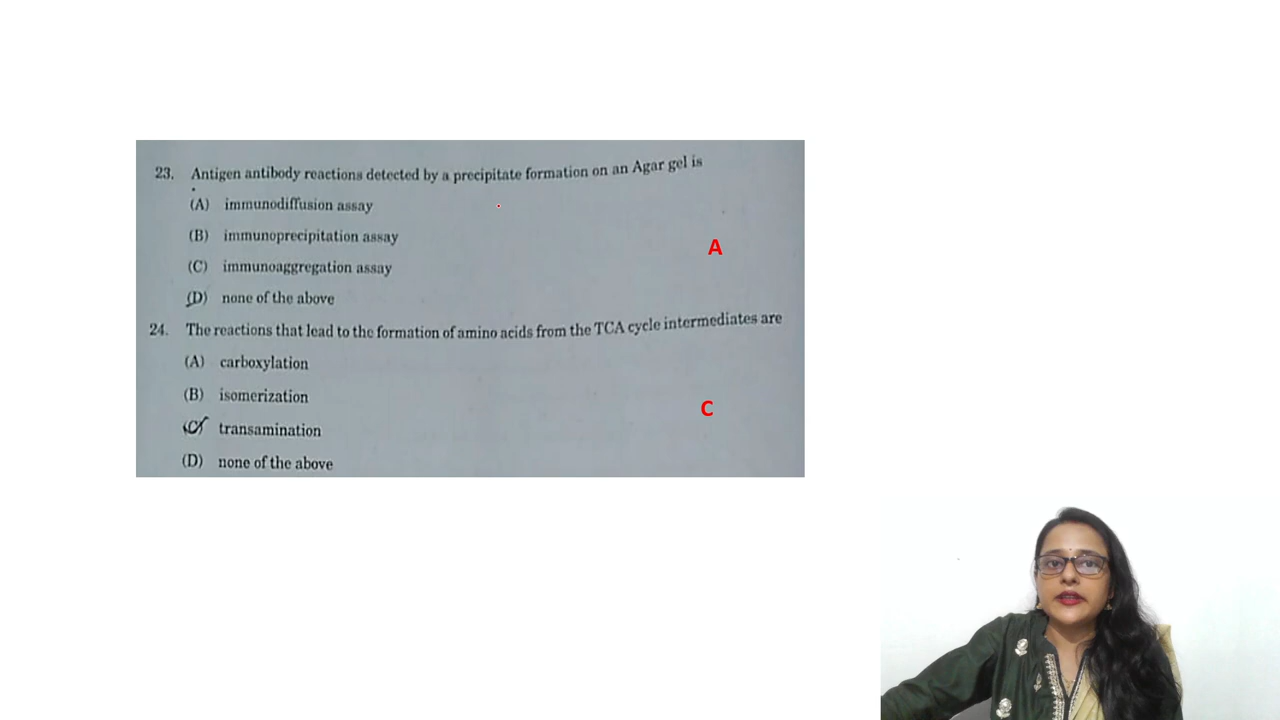 23. Antigen antibody reactions detected by a precipitate formation on an Agar gel is
(A) immunodiffusion assay
(B) immunoprecipitation assay
A
(C) immunoaggregation assay
(D) none of the above
24. The reactions that lead to the formation of amino acids from the TCA cycle intermediates are
(A) carboxylation
(B) isomerization
C
(C) transamination
(D) none of the above